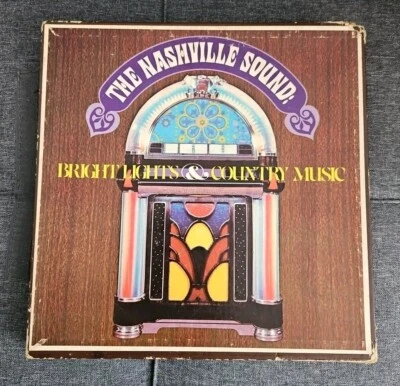 THE NASHVILLE SOUND:
BRIGHT LIGHTS & COUNTRY MUSIC